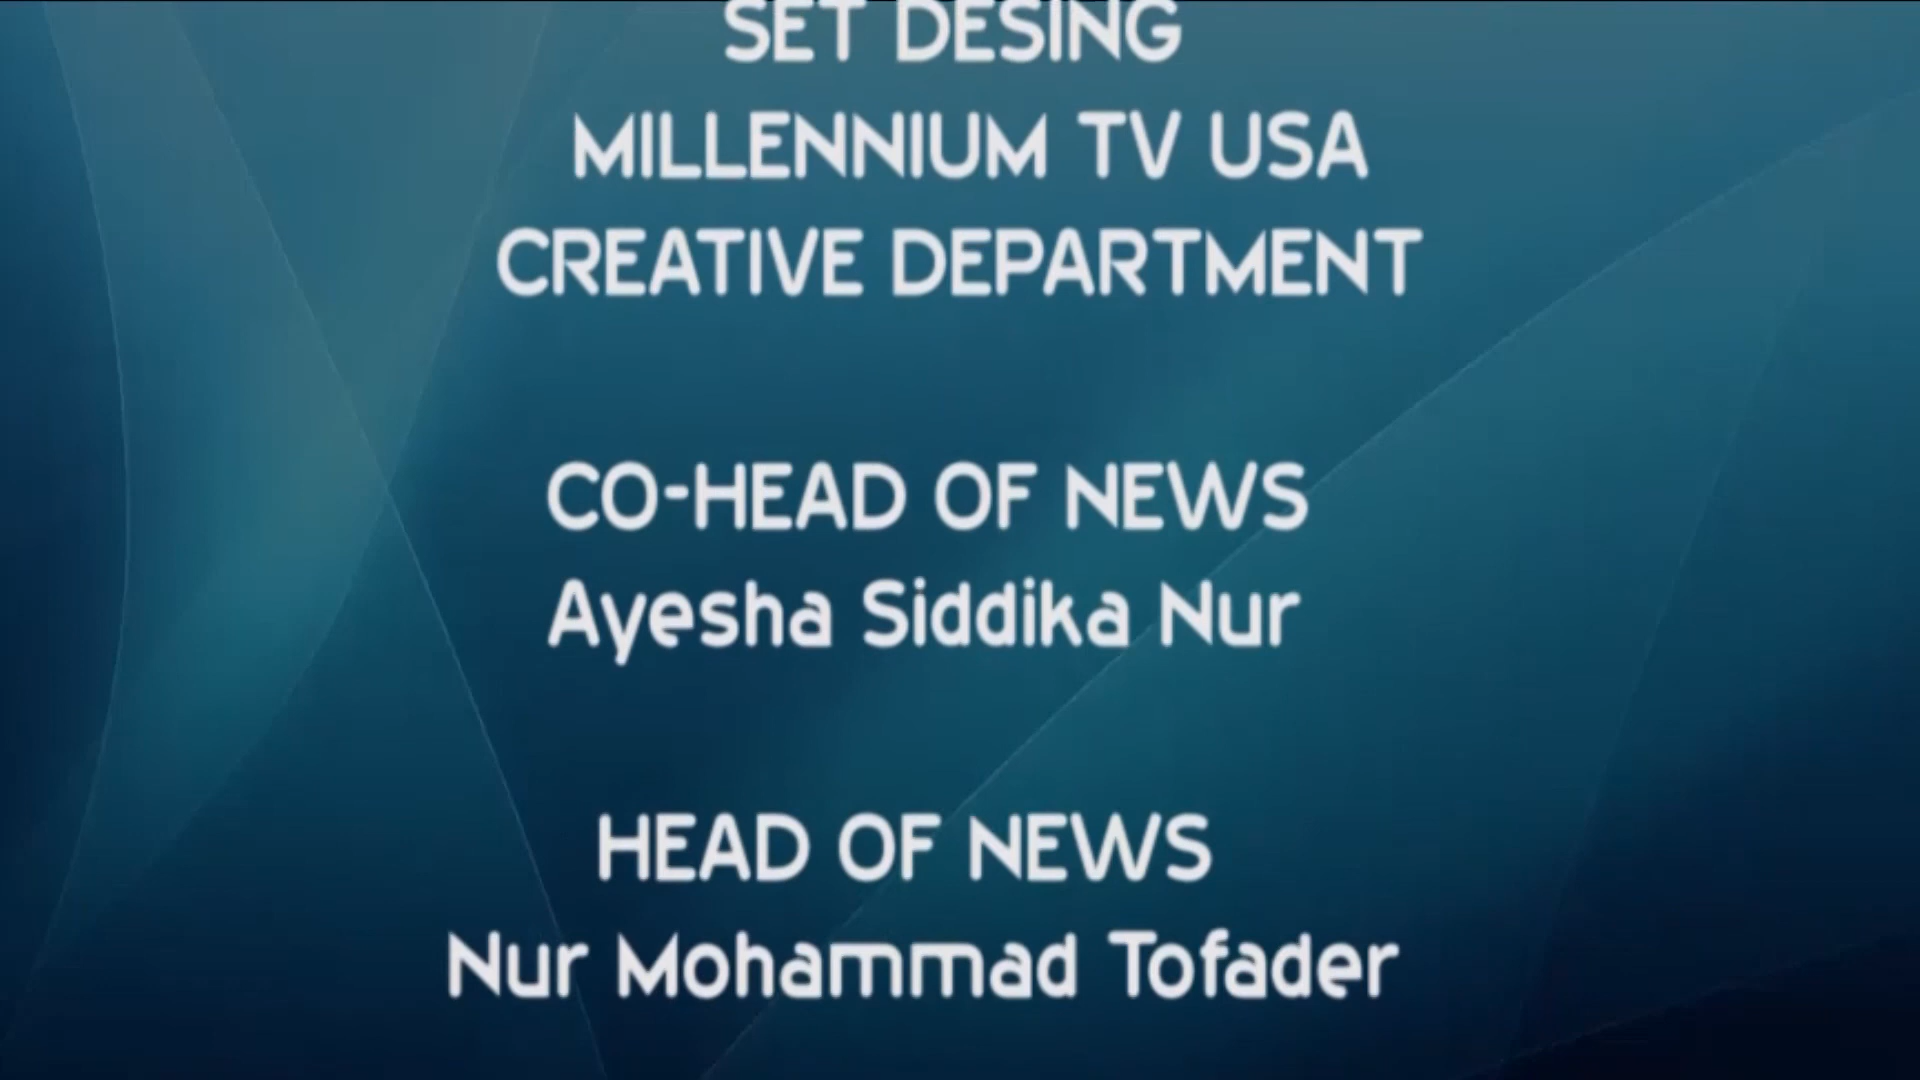 SET DESING
MILLENNIUM TV USA
CREATIVE DEPARTMENT
CO-HEAD OF NEWS
Ayesha Siddika Nur
HEAD OF NEWS
Nur Mohammad Tofader